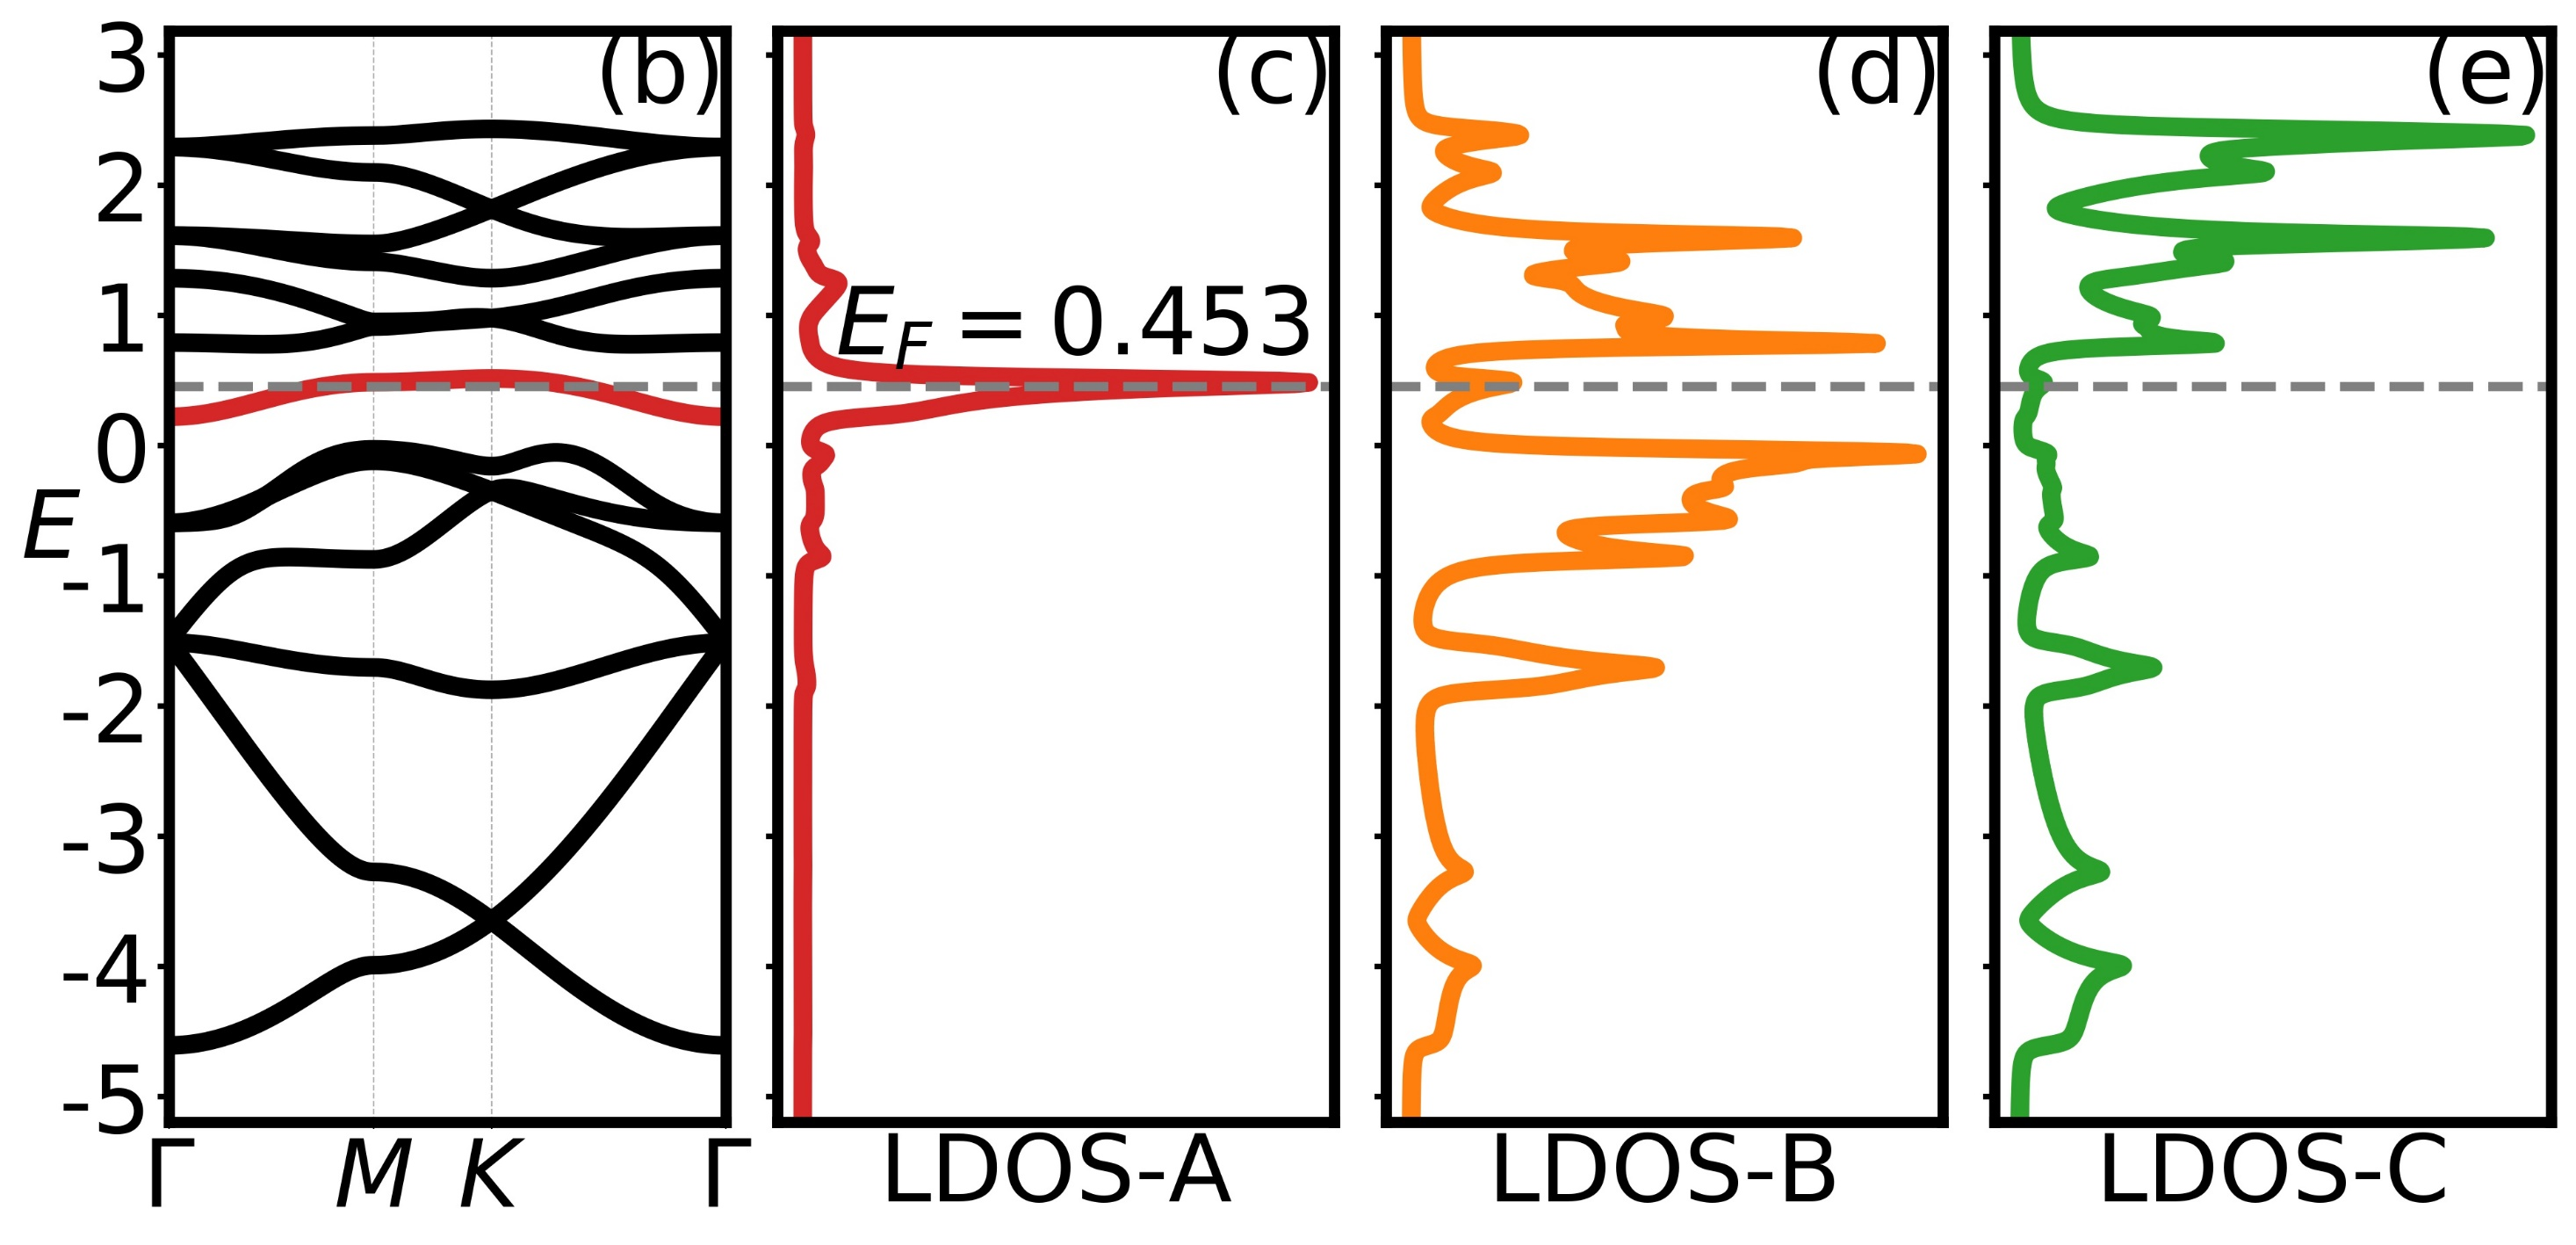 (b)
(c)
(d)
(e)
3
2
1
0
-1
-2
-3
-4
-5
E
E_F = 0.453
Γ M K Γ
LDOS-A
LDOS-B
LDOS-C